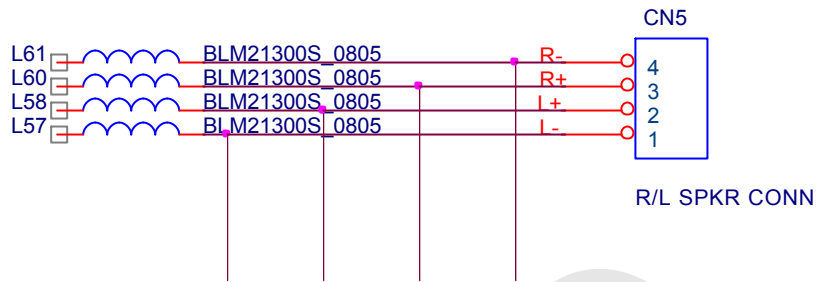 CN5
L61 BLM21300S_0805 R- 4
L60 BLM21300S_0805 R+ 3
L58 BLM21300S_0805 L+ 2
L57 BLM21300S_0805 L- 1
R/L SPKR CONN